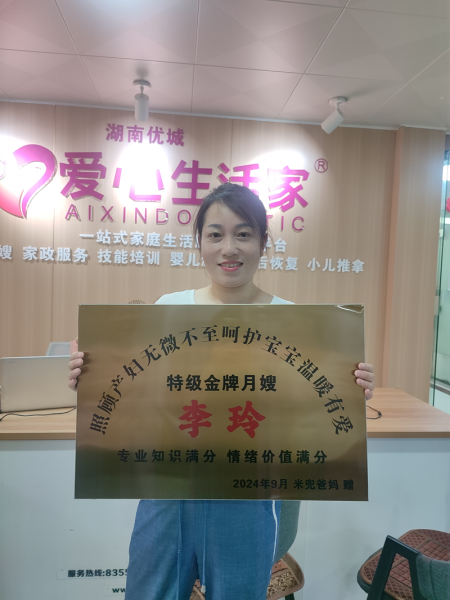 湖南优城
爱心生活家®
AIXINDO TIC
一站式家庭生活 台
嫂 家政服务 技能培训 婴儿 后恢复 小儿推拿
照顾产妇无微不至呵护宝宝温暖有爱
特级金牌月嫂
李玲
专业知识满分 情绪价值满分
2024年9月 米兜爸妈 赠
服务热线:835
www.